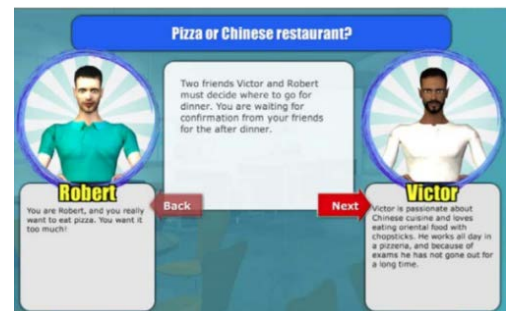 Pizza or Chinese restaurant?
Two friends Victor and Robert
must decide where to go for
dinner. You are waiting for
confirmation from your friends
for the after dinner.
Robert
You are Robert, and you really
want to eat pizza. You want it
too much!
Back
Next
Victor
Victor is passionate about
Chinese cuisine and loves
eating oriental food with
chopsticks. He works all day in
a pizzeria, and because of
exams he has not gone out for
a long time.